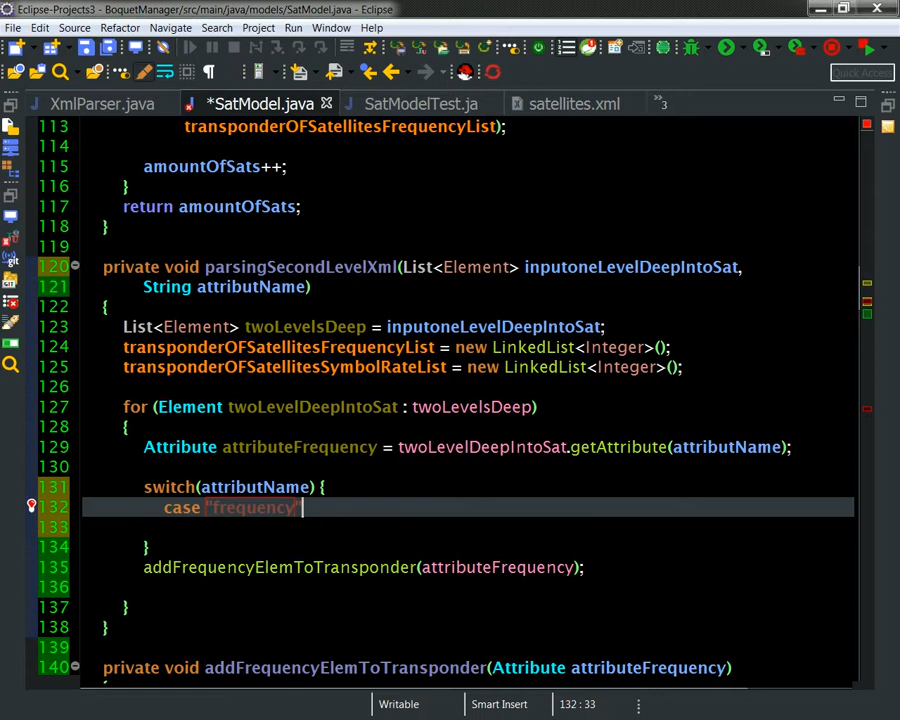 Eclipse-Projects3 - BoquetManager/src/main/java/models/SatModel.java - Eclipse
File Edit Source Refactor Navigate Search Project Run Window Help
Quick Access
XmlParser.java *SatModel.java SatModelTest.ja satellites.xml »3
113 transponderOFSatellitesFrequencyList);
114
115 amountOfSats++;
116 }
117 return amountOfSats;
118 }
119
120 private void parsingSecondLevelXml(List<Element> inputoneLevelDeepIntoSat,
121 String attributName)
122 {
123 List<Element> twoLevelsDeep = inputoneLevelDeepIntoSat;
124 transponderOFSatellitesFrequencyList = new LinkedList<Integer>();
125 transponderOFSatellitesSymbolRateList = new LinkedList<Integer>();
126
127 for (Element twoLevelDeepIntoSat : twoLevelsDeep)
128 {
129 Attribute attributeFrequency = twoLevelDeepIntoSat.getAttribute(attributName);
130
131 switch(attributName) {
132 case "frequency"
133
134 }
135 addFrequencyElemToTransponder(attributeFrequency);
136
137 }
138 }
139
140 private void addFrequencyElemToTransponder(Attribute attributeFrequency)
Writable Smart Insert 132 : 33